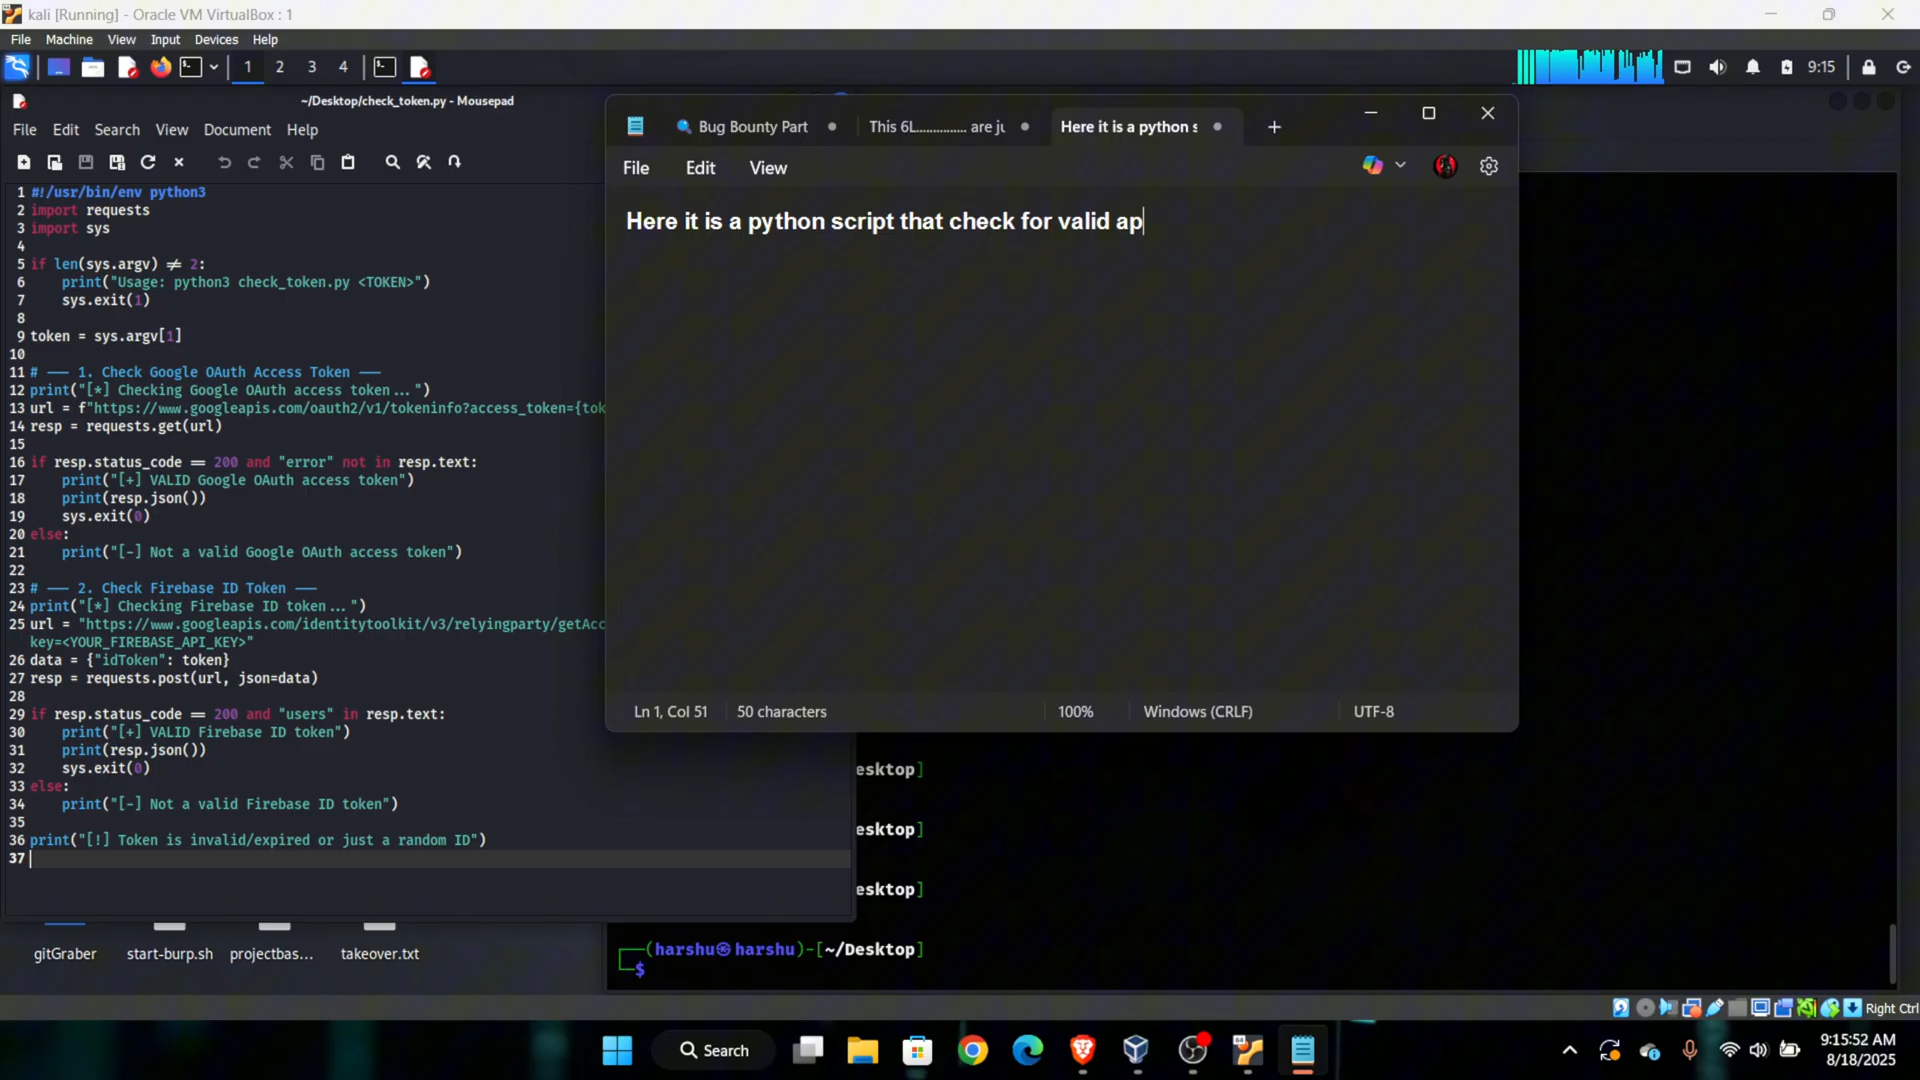 kali [Running] - Oracle VM VirtualBox : 1
File Machine View Input Devices Help
1 2 3 4
9:15
~/Desktop/check_token.py - Mousepad
File Edit Search View Document Help
1 #!/usr/bin/env python3
2 import requests
3 import sys
4
5 if len(sys.argv) ≠ 2:
6 print("Usage: python3 check_token.py <TOKEN>")
7 sys.exit(1)
8
9 token = sys.argv[1]
10
11 # —— 1. Check Google OAuth Access Token ——
12 print("[*] Checking Google OAuth access token...")
13 url = f"https://www.googleapis.com/oauth2/v1/tokeninfo?access_token={tok
14 resp = requests.get(url)
15
16 if resp.status_code == 200 and "error" not in resp.text:
17 print("[+] VALID Google OAuth access token")
18 print(resp.json())
19 sys.exit(0)
20 else:
21 print("[-] Not a valid Google OAuth access token")
22
23 # —— 2. Check Firebase ID Token ——
24 print("[*] Checking Firebase ID token...")
25 url = "https://www.googleapis.com/identitytoolkit/v3/relyingparty/getAcc
key=<YOUR_FIREBASE_API_KEY>"
26 data = {"idToken": token}
27 resp = requests.post(url, json=data)
28
29 if resp.status_code == 200 and "users" in resp.text:
30 print("[+] VALID Firebase ID token")
31 print(resp.json())
32 sys.exit(0)
33 else:
34 print("[-] Not a valid Firebase ID token")
35
36 print("[!] Token is invalid/expired or just a random ID")
37
Bug Bounty Part
This 6L............... are ju
Here it is a python s
File Edit View
Here it is a python script that check for valid ap
Ln 1, Col 51 50 characters 100% Windows (CRLF) UTF-8
esktop]
esktop]
esktop]
(harshu㉿harshu)-[~/Desktop]
$
gitGraber start-burp.sh projectbas... takeover.txt
Right Ctrl
Search
9:15:52 AM
8/18/2025